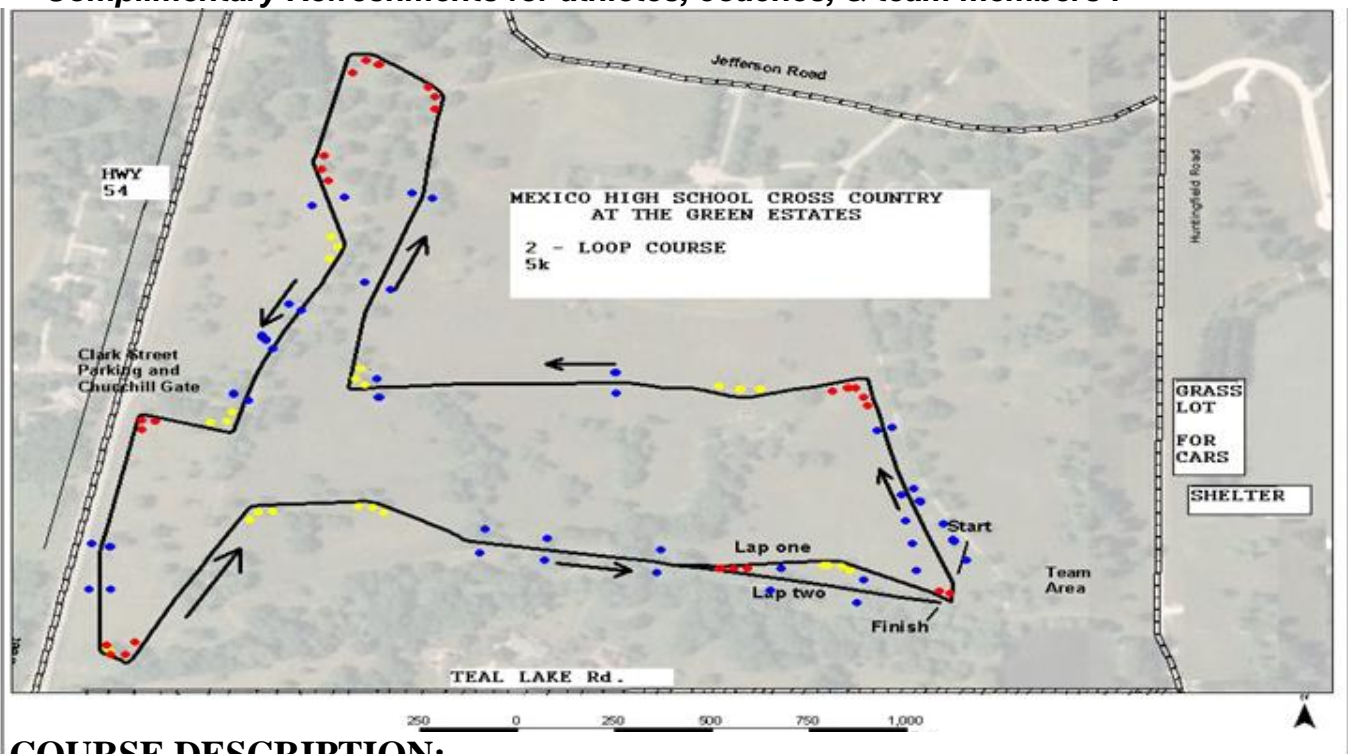 Complimentary Refreshments for athletes, coaches, & team members !
Jefferson Road
HWY
54
MEXICO HIGH SCHOOL CROSS COUNTRY
AT THE GREEN ESTATES
2 - LOOP COURSE
5k
Huntingfield Road
Clark Street
Parking and
Churchill Gate
GRASS
LOT
FOR
CARS
SHELTER
Start
Lap one
Team
Area
Lap two
Finish
TEAL LAKE Rd.
250 0 250 500 750 1,000
COURSE DESCRIPTION: